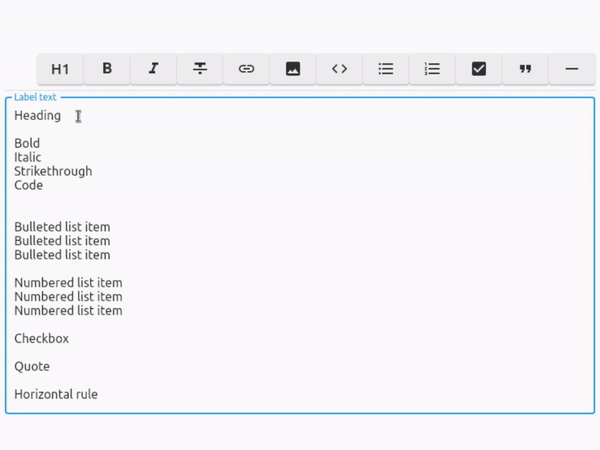 H1 B I S
Label text
Heading
Bold
Italic
Strikethrough
Code
Bulleted list item
Bulleted list item
Bulleted list item
Numbered list item
Numbered list item
Numbered list item
Checkbox
Quote
Horizontal rule